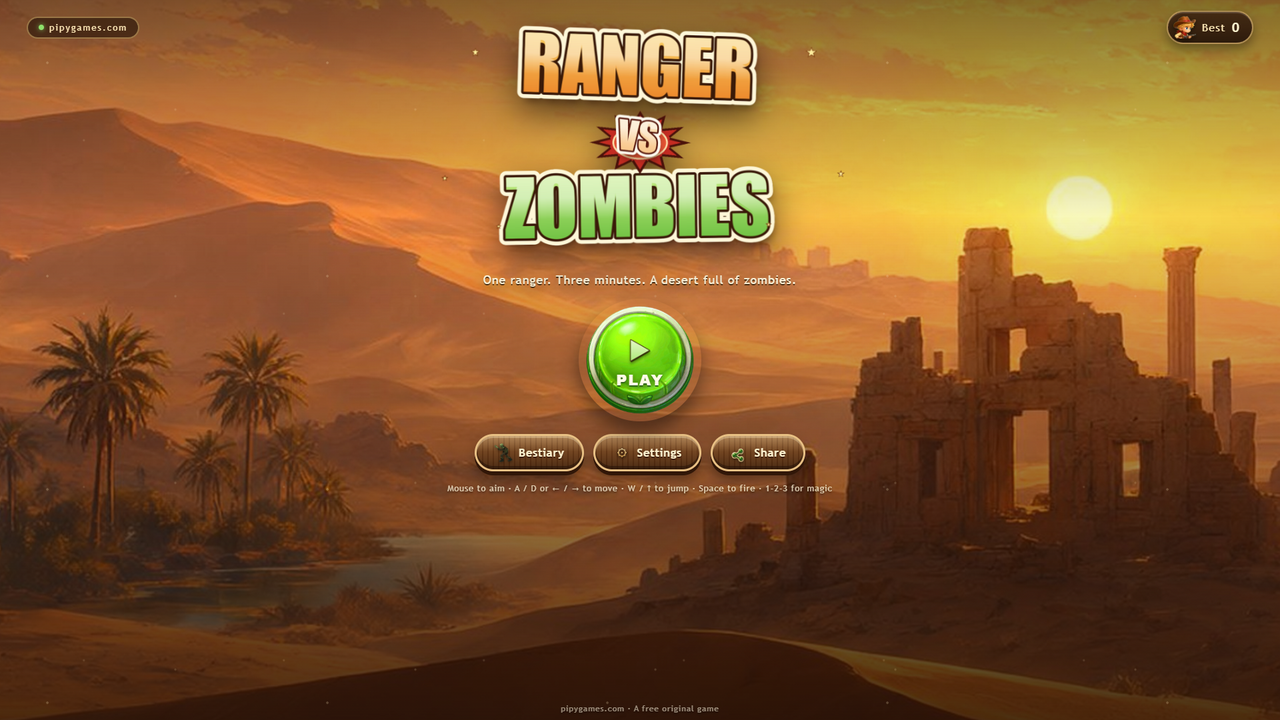 pipygames.com
Best 0
RANGER
VS
ZOMBIES
One ranger. Three minutes. A desert full of zombies.
PLAY
Bestiary
Settings
Share
Mouse to aim · A / D or ← / → to move · W / ↑ to jump · Space to fire · 1-2-3 for magic
pipygames.com - A free original game